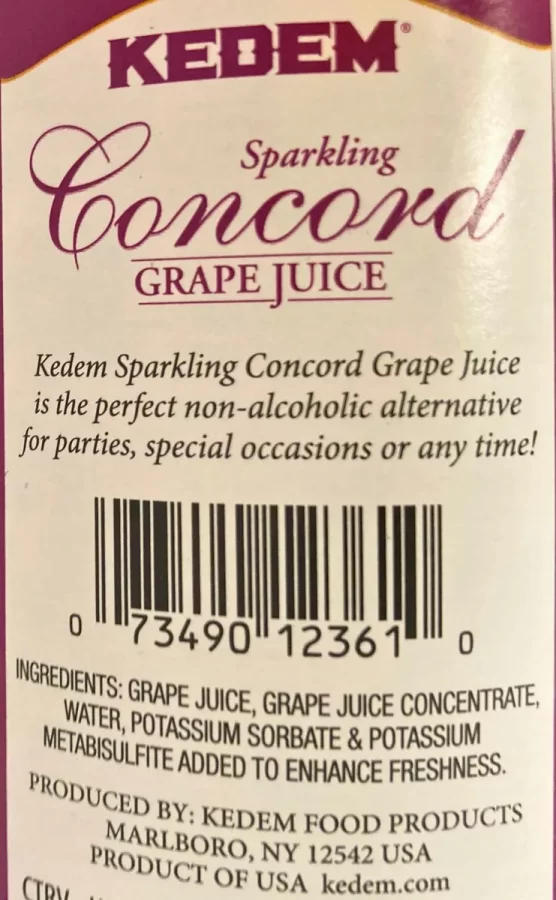 KEDEM®
Sparkling
Concord
GRAPE JUICE
Kedem Sparkling Concord Grape Juice
is the perfect non-alcoholic alternative
for parties, special occasions or any time!
0 73490 12361 0
INGREDIENTS: GRAPE JUICE, GRAPE JUICE CONCENTRATE,
WATER, POTASSIUM SORBATE & POTASSIUM
METABISULFITE ADDED TO ENHANCE FRESHNESS.
PRODUCED BY: KEDEM FOOD PRODUCTS
MARLBORO, NY 12542 USA
PRODUCT OF USA kedem.com